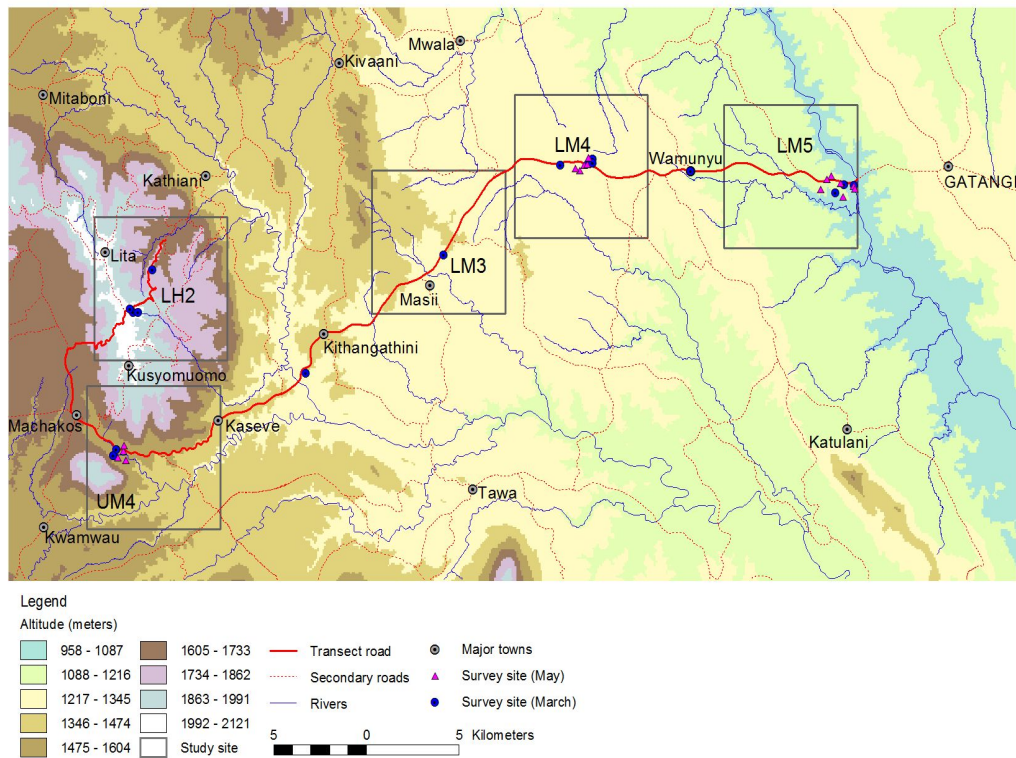 Mwala
Kivaani
Mitaboni
LM4
Wamunyu
LM5
GATANGI
Kathiani
Lita
LH2
LM3
Masii
Kithangathini
Kusyomuomo
Machakos
Kaseve
Katulani
UM4
Tawa
Kwamwau
Legend
Altitude (meters)
958 - 1087
1088 - 1216
1217 - 1345
1346 - 1474
1475 - 1604
1605 - 1733
1734 - 1862
1863 - 1991
1992 - 2121
Study site
Transect road
Secondary roads
Rivers
Major towns
Survey site (May)
Survey site (March)
5 0 5 Kilometers